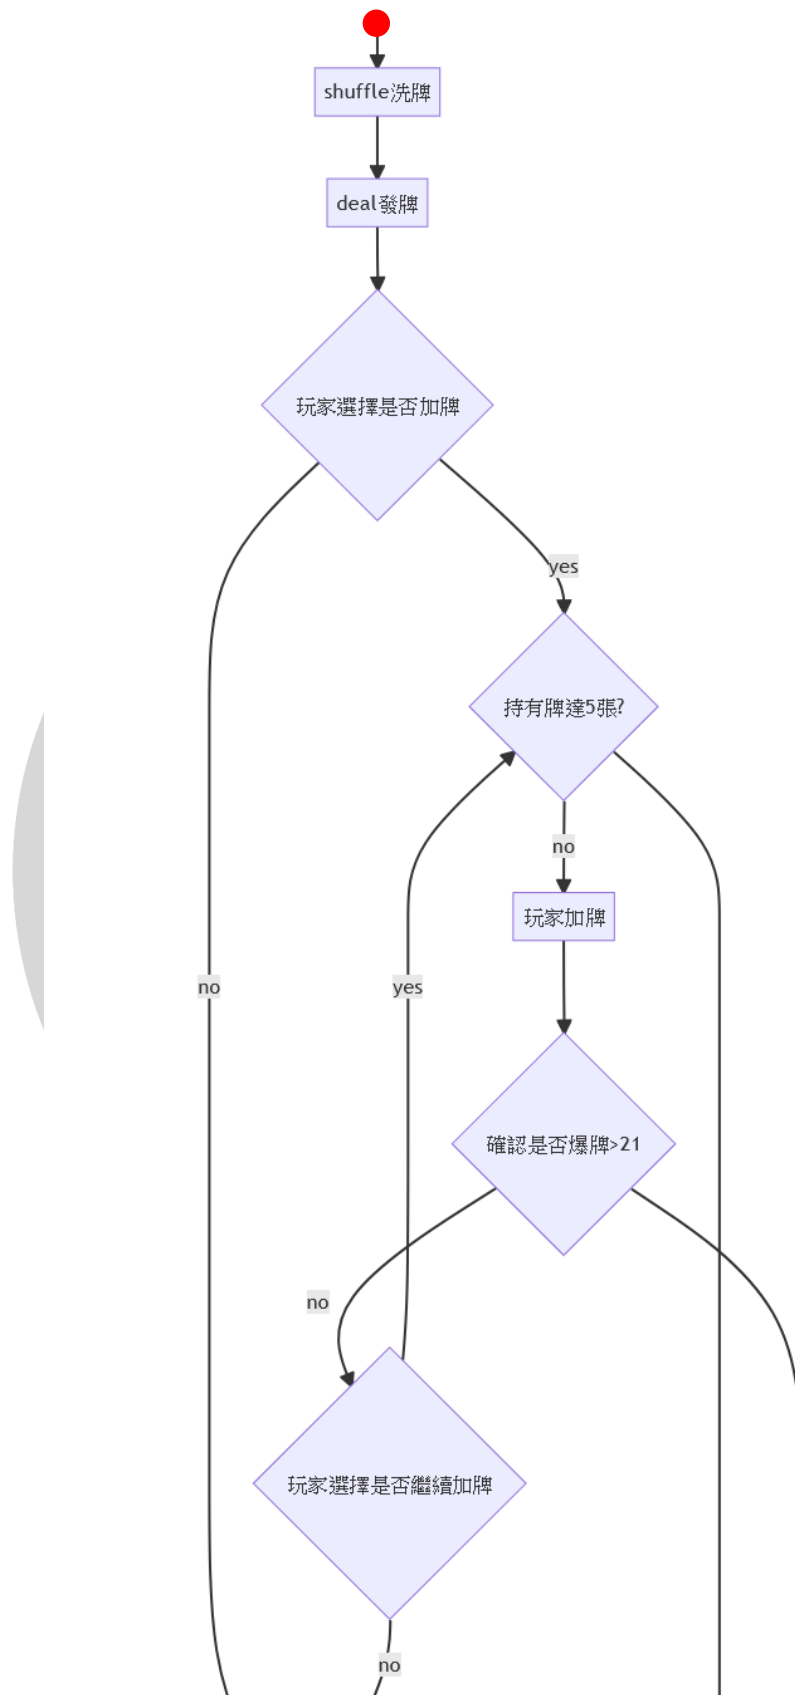 shuffle洗牌
deal發牌
玩家選擇是否加牌
yes
持有牌達5張?
no
玩家加牌
no
yes
確認是否爆牌>21
no
玩家選擇是否繼續加牌
no